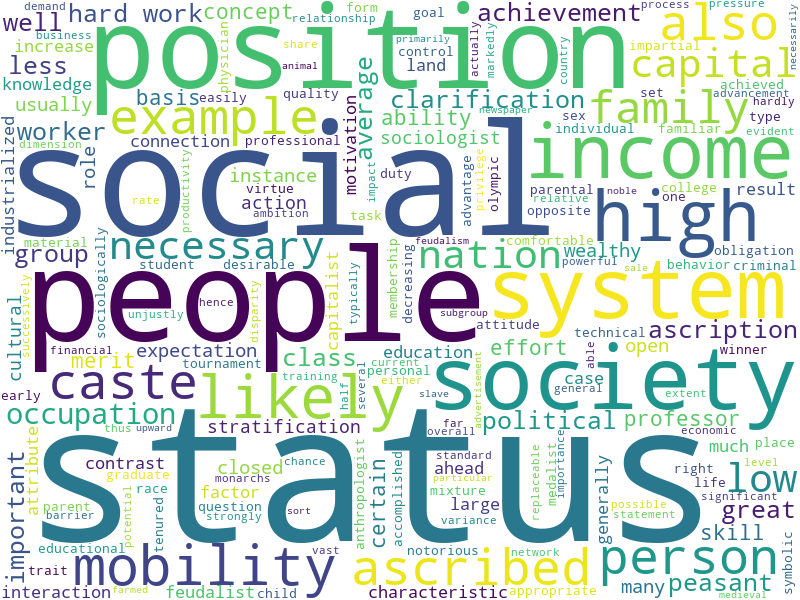 demand
hard work
concept
form
goal
achievement
process
pressure
well
business
relationship
position
also
necessarily
increase
physician
share
primarily
control
actually
markedly
country
impartial
less
animal
land
capital
knowledge
basis
easily
quality
average
set
achieved
advancement
usually
example
clarification
newspaper
family
hardly
worker
ability
sex
type
dimension
connection
professional
motivation
sociologist
individual
familiar
evident
industrialized
role
social
income
instance
productivity
impact
duty
advantage
privilege
olympic
parental
college
result
virtue
action
relative
one
rate
ambition
task
opposite
noble
high
material
necessary
feudalism
comfortable
obligation
group
sociologically
membership
decreasing
nation
wealthy
student
desirable
people
powerful
sale
behavior
criminal
cultural
successively
hence
disparity
typically
capitalist
subgroup
system
unjustly
attitude
technical
financial
expectation
merit
tournament
class
education
effort
open
winner
current
able
early
caste
likely
training
personal
either
half
several
case
general
extent
society
advertisement
occupation
status
political
professor
thus
upward
slave
far
overall
economic
important
attribute
stratification
contrast
closed
chance
anthropologist
accomplished
certain
standard
ahead
particular
importance
replaceable
medalist
much
place
graduate
monarchs
right
life
level
low
parent
factor
mixture
large
significant
barrier
race
question
sort
variance
possible
statement
great
potential
tenured
strongly
generally
educational
vast
notorious
skill
symbolic
trait
mobility
ascribed
network
person
many
peasant
interaction
farmed
feudalist
child
characteristic
appropriate
medieval
ascription